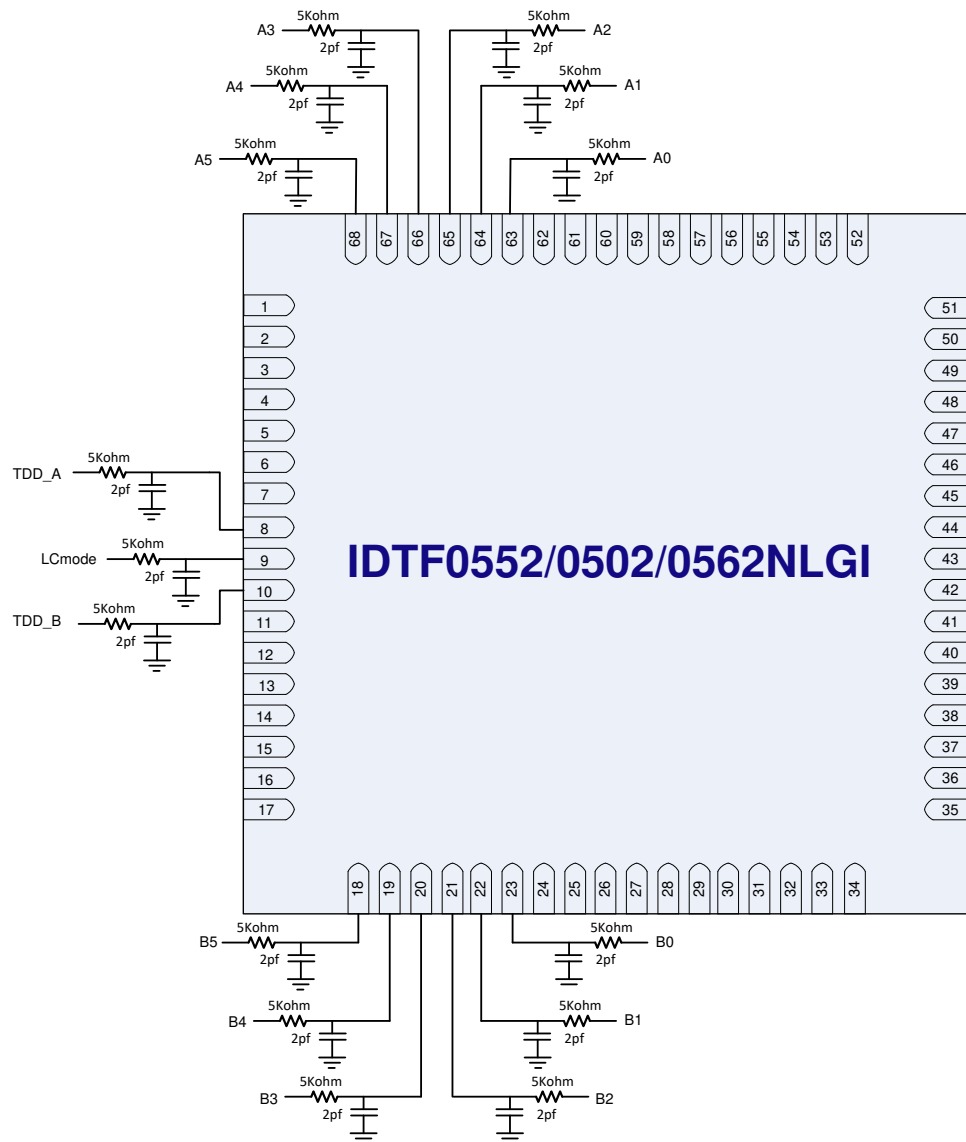 5Kohm 5Kohm
A3 A2
2pf 2pf
5Kohm 5Kohm
A4 A1
2pf 2pf
5Kohm 5Kohm
A5 A0
2pf 2pf
68 67 66 65 64 63 62 61 60 59 58 57 56 55 54 53 52
1 51
2 50
3 49
4 48
5 47
6 46
5Kohm
TDD_A
2pf
7 45
8 44
5Kohm
LCmode
2pf
9 43
IDTF0552/0502/0562NLGI
10 42
5Kohm
TDD_B
2pf
11 41
12 40
13 39
14 38
15 37
16 36
17 35
18 19 20 21 22 23 24 25 26 27 28 29 30 31 32 33 34
5Kohm 5Kohm
B5 B0
2pf 2pf
5Kohm 5Kohm
B4 B1
2pf 2pf
5Kohm 5Kohm
B3 B2
2pf 2pf